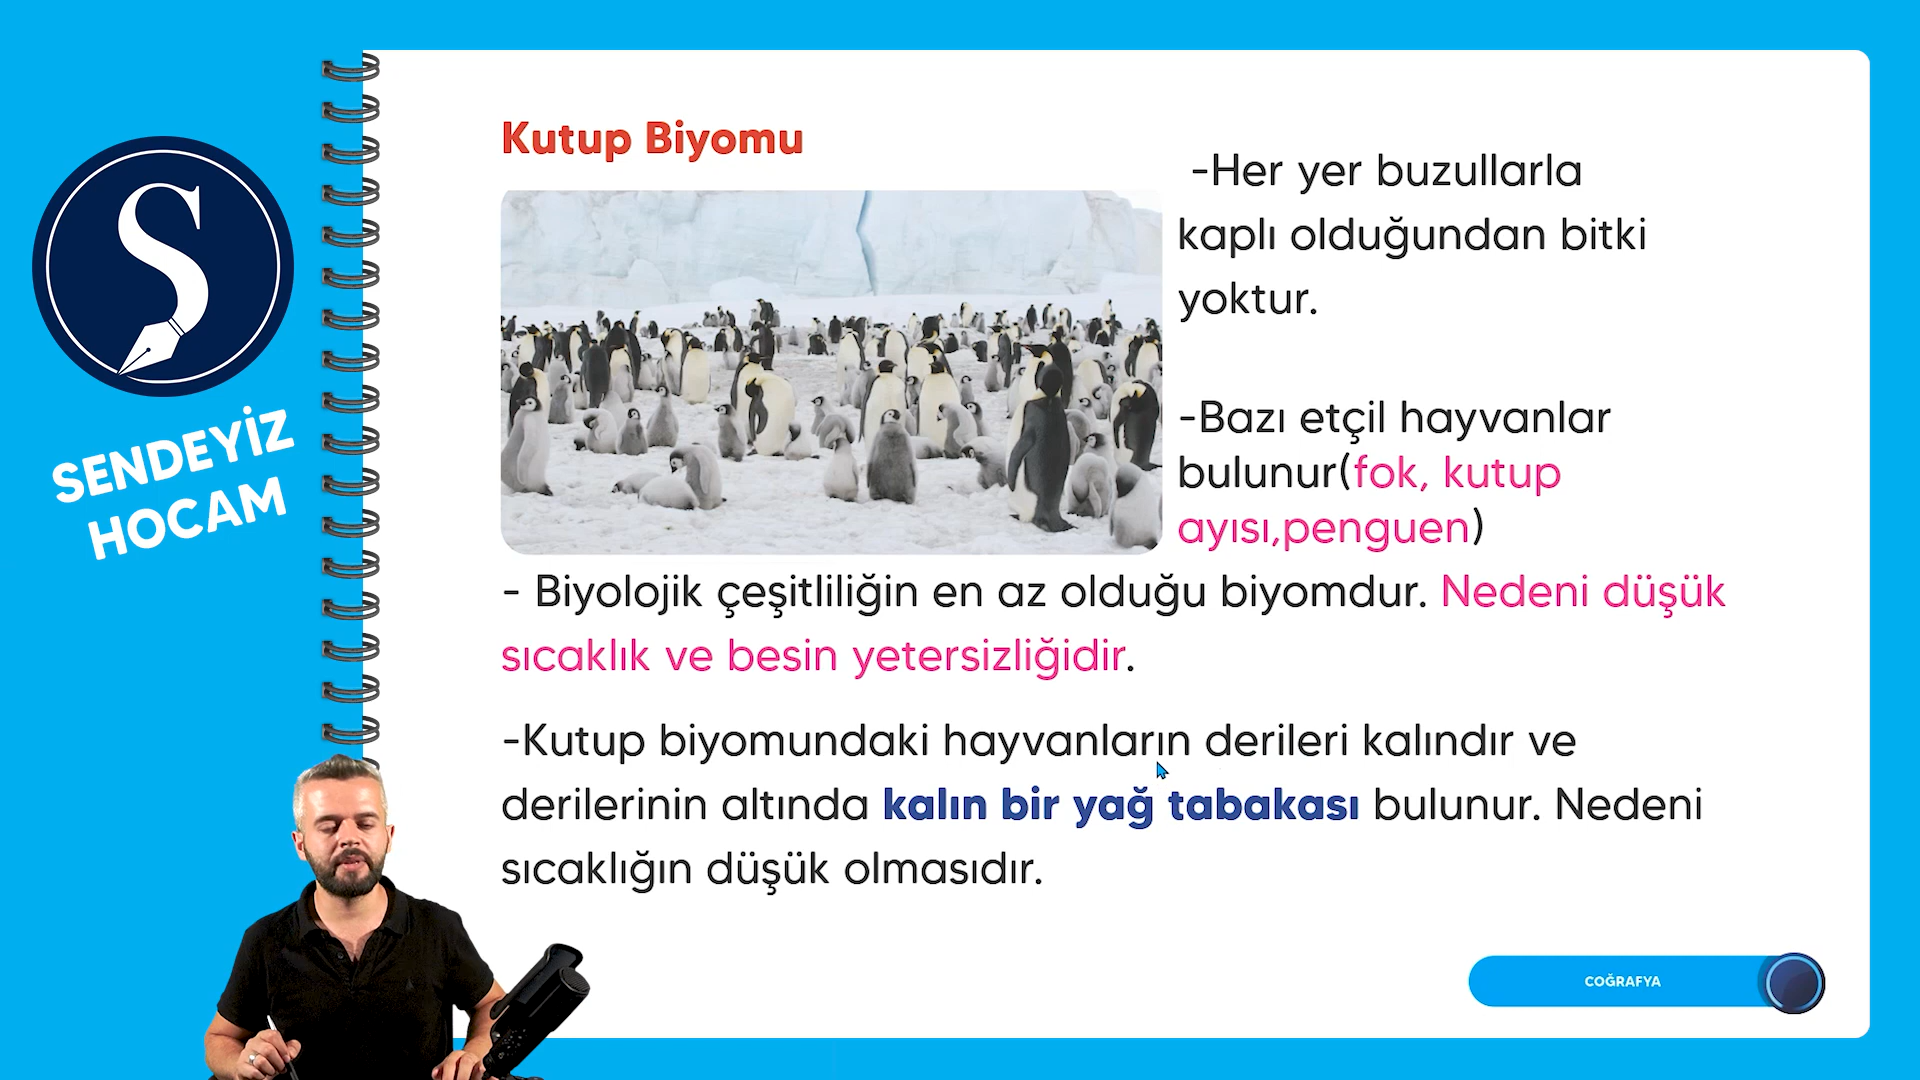 SENDEYİZ
HOCAM
Kutup Biyomu
-Her yer buzullarla
kaplı olduğundan bitki
yoktur.
-Bazı etçil hayvanlar
bulunur(fok, kutup
ayısı,penguen)
- Biyolojik çeşitliliğin en az olduğu biyomdur. Nedeni düşük
sıcaklık ve besin yetersizliğidir.
-Kutup biyomundaki hayvanların derileri kalındır ve
derilerinin altında kalın bir yağ tabakası bulunur. Nedeni
sıcaklığın düşük olmasıdır.
COĞRAFYA